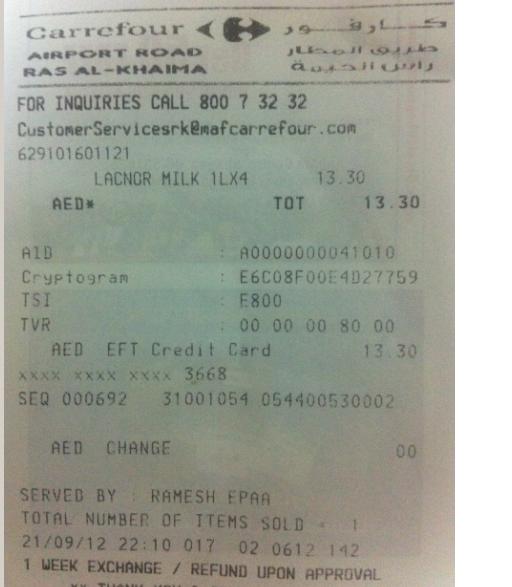 Carrefour كارفور
AIRPORT ROAD طريق المطار
RAS AL-KHAIMA راس الخيمة
FOR INQUIRIES CALL 800 7 32 32
CustomerServicesrk@mafcarrefour.com
629101601121
LACNOR MILK 1LX4 13.30
AED* TOT 13.30
AID : A0000000041010
Cryptogram : E6C08F00E4D27759
TSI : E800
TVR : 00 00 00 80 00
AED EFT Credit Card 13.30
xxxx xxxx xxxx 3668
SEQ 000692 31001054 054400530002
AED CHANGE 00
SERVED BY : RAMESH EPAA
TOTAL NUMBER OF ITEMS SOLD = 1
21/09/12 22:10 017 02 0612 142
1 WEEK EXCHANGE / REFUND UPON APPROVAL